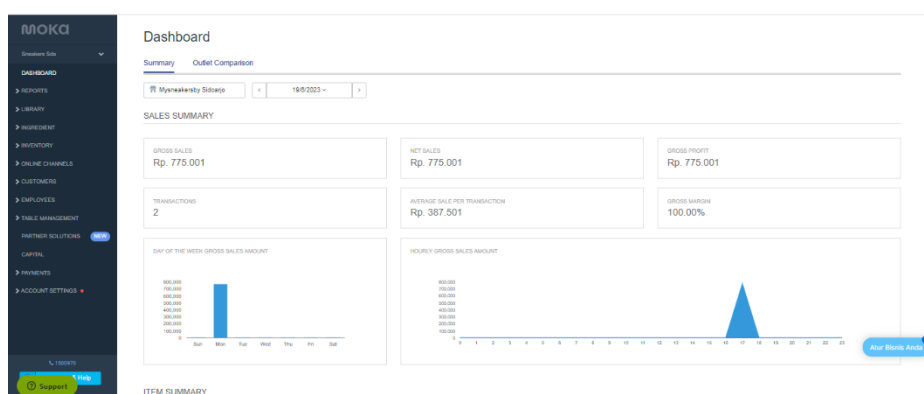 MOKA
Sneakers Sda
DASHBOARD
REPORTS
LIBRARY
INGREDIENT
INVENTORY
ONLINE CHANNELS
CUSTOMERS
EMPLOYEES
TABLE MANAGEMENT
PARTNER SOLUTIONS NEW
CAPITAL
PAYMENTS
ACCOUNT SETTINGS
Help
Support
Dashboard
Summary Outlet Comparison
Mysneakersby Sidoarjo < 19/6/2023 >
SALES SUMMARY
GROSS SALES
Rp. 775.001
NET SALES
Rp. 775.001
GROSS PROFIT
Rp. 775.001
TRANSACTIONS
2
AVERAGE SALE PER TRANSACTION
Rp. 387.501
GROSS MARGIN
100.00%
DAY OF THE WEEK GROSS SALES AMOUNT
800,000
700,000
600,000
500,000
400,000
300,000
200,000
100,000
0
Sun Mon Tue Wed Thu Fri Sat
HOURLY GROSS SALES AMOUNT
800,000
700,000
600,000
500,000
400,000
300,000
200,000
100,000
0
0 1 2 3 4 5 6 7 8 9 10 11 12 13 14 15 16 17 18 19 20 21 22 23
Atur Bisnis Anda
ITEM SUMMARY